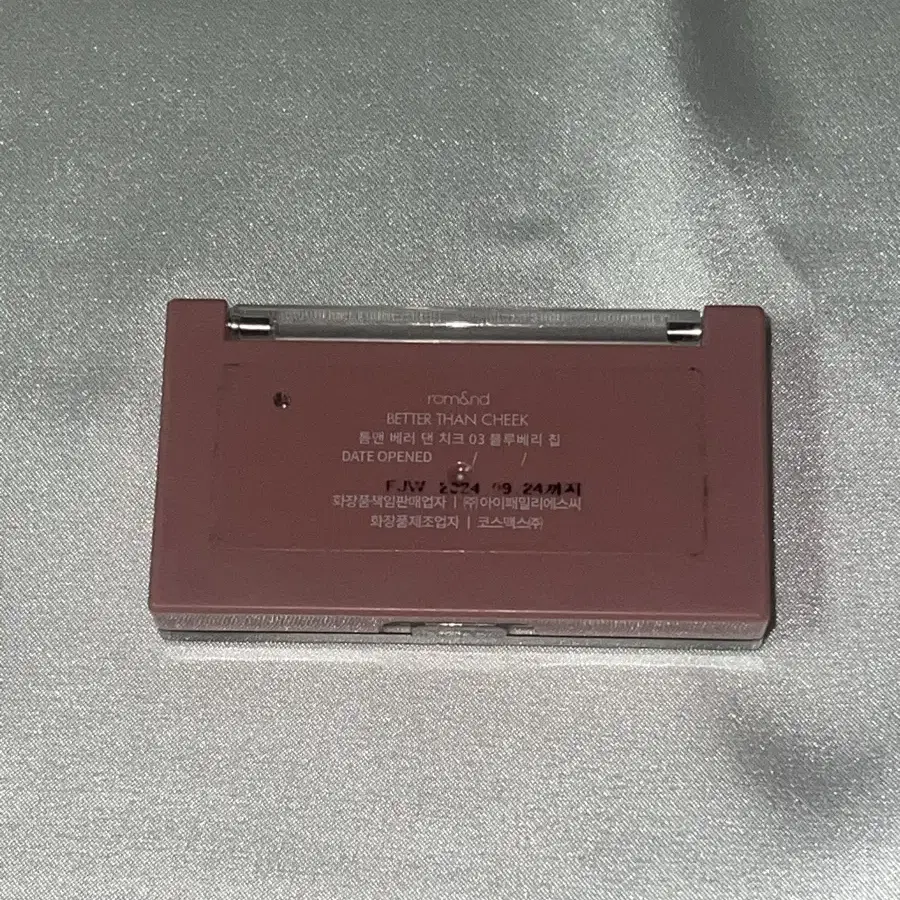 rom&nd
BETTER THAN CHEEK
롬앤 베러 댄 치크 03 블루베리 칩
DATE OPENED / /
EJW 2024 09 24까지
화장품책임판매업자 | ㈜아이패밀리에스씨
화장품제조업자 | 코스맥스㈜